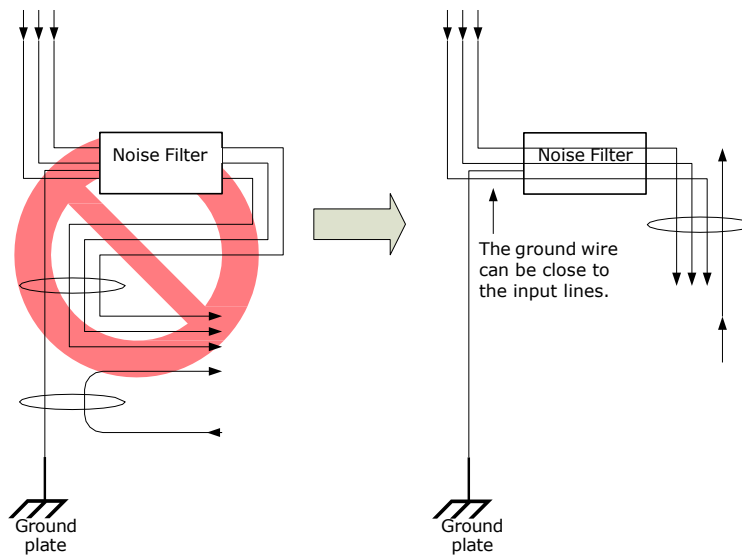 Noise Filter
Ground
plate
Noise Filter
The ground wire
can be close to
the input lines.
Ground
plate